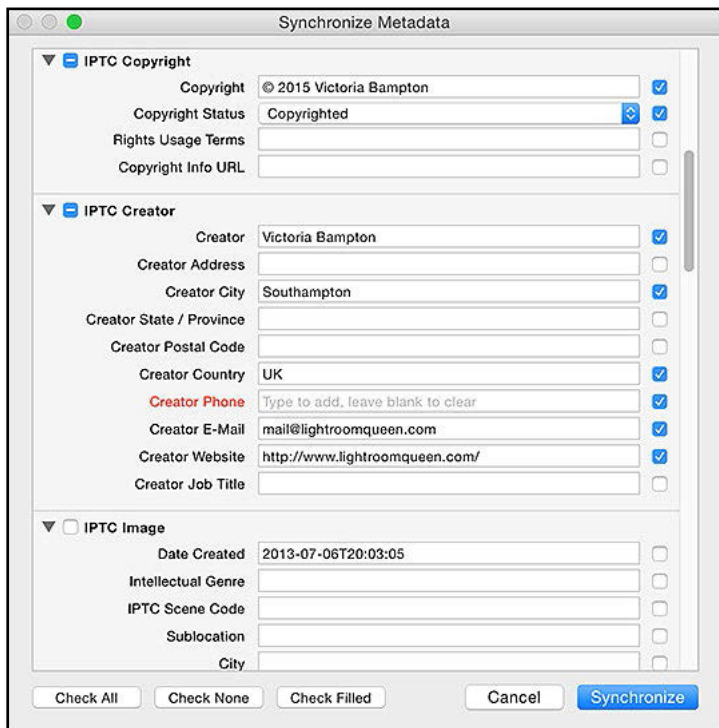 Synchronize Metadata
IPTC Copyright
Copyright © 2015 Victoria Bampton
Copyright Status Copyrighted
Rights Usage Terms
Copyright Info URL
IPTC Creator
Creator Victoria Bampton
Creator Address
Creator City Southampton
Creator State / Province
Creator Postal Code
Creator Country UK
Creator Phone Type to add, leave blank to clear
Creator E-Mail mail@lightroomqueen.com
Creator Website http://www.lightroomqueen.com/
Creator Job Title
IPTC Image
Date Created 2013-07-06T20:03:05
Intellectual Genre
IPTC Scene Code
Sublocation
City
Check All Check None Check Filled Cancel Synchronize